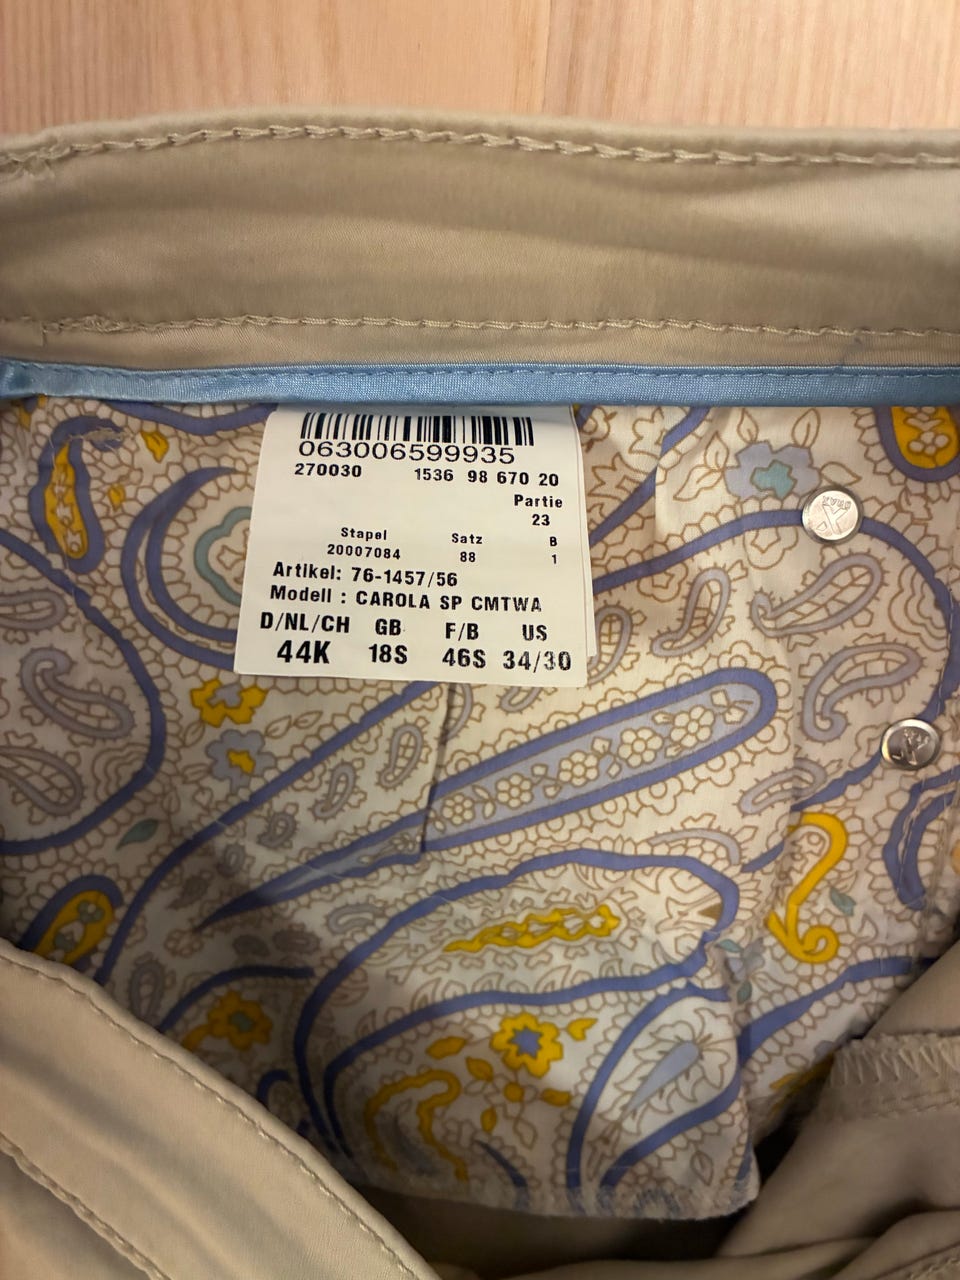 063006599935
270030 1536 98 670 20
Partie
23
Stapel Satz B
20007084 88 1
Artikel: 76-1457/56
Modell : CAROLA SP CMTWA
D/NL/CH GB F/B US
44K 18S 46S 34/30
BRAX